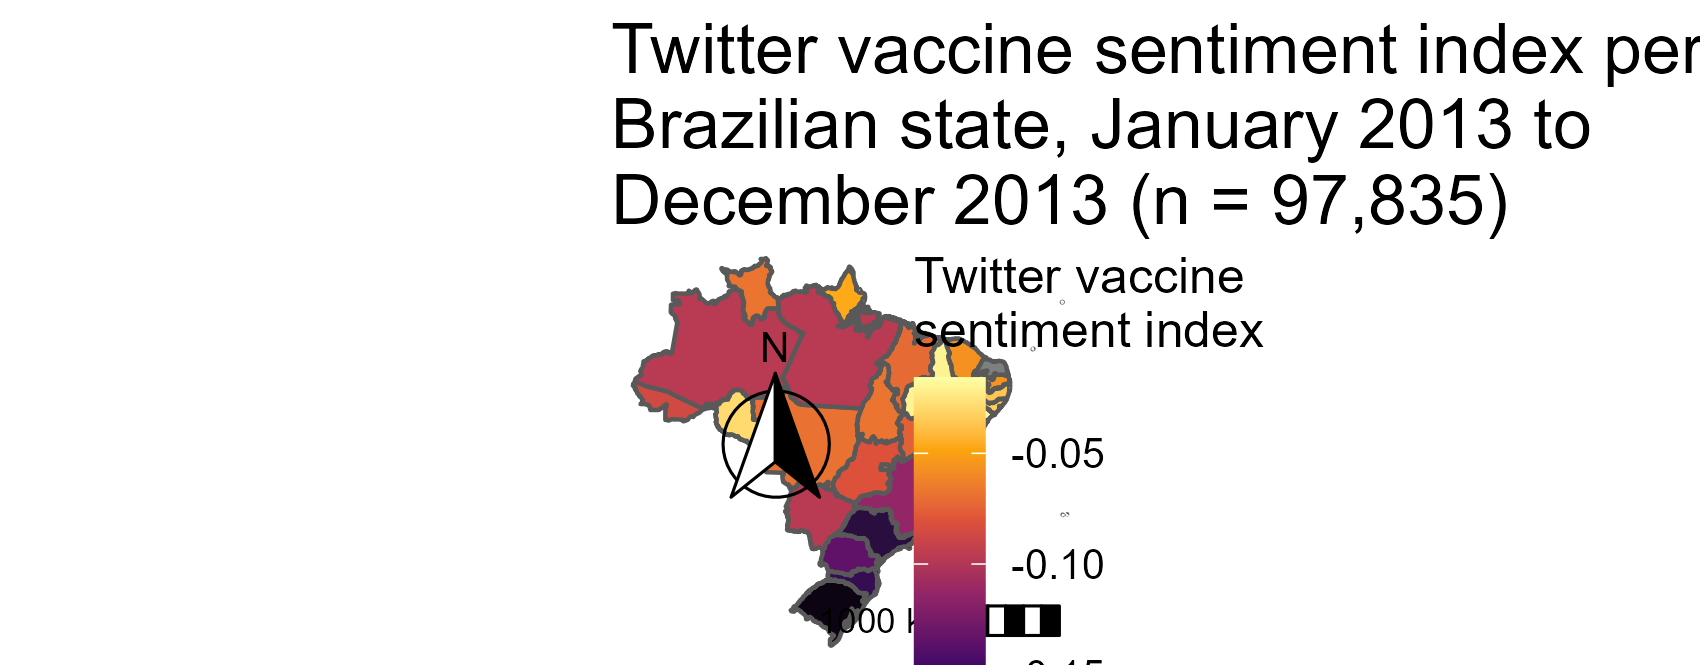 Twitter vaccine sentiment index per
Brazilian state, January 2013 to
December 2013 (n = 97,835)
Twitter vaccine
sentiment index
N
-0.05
-0.10
1000